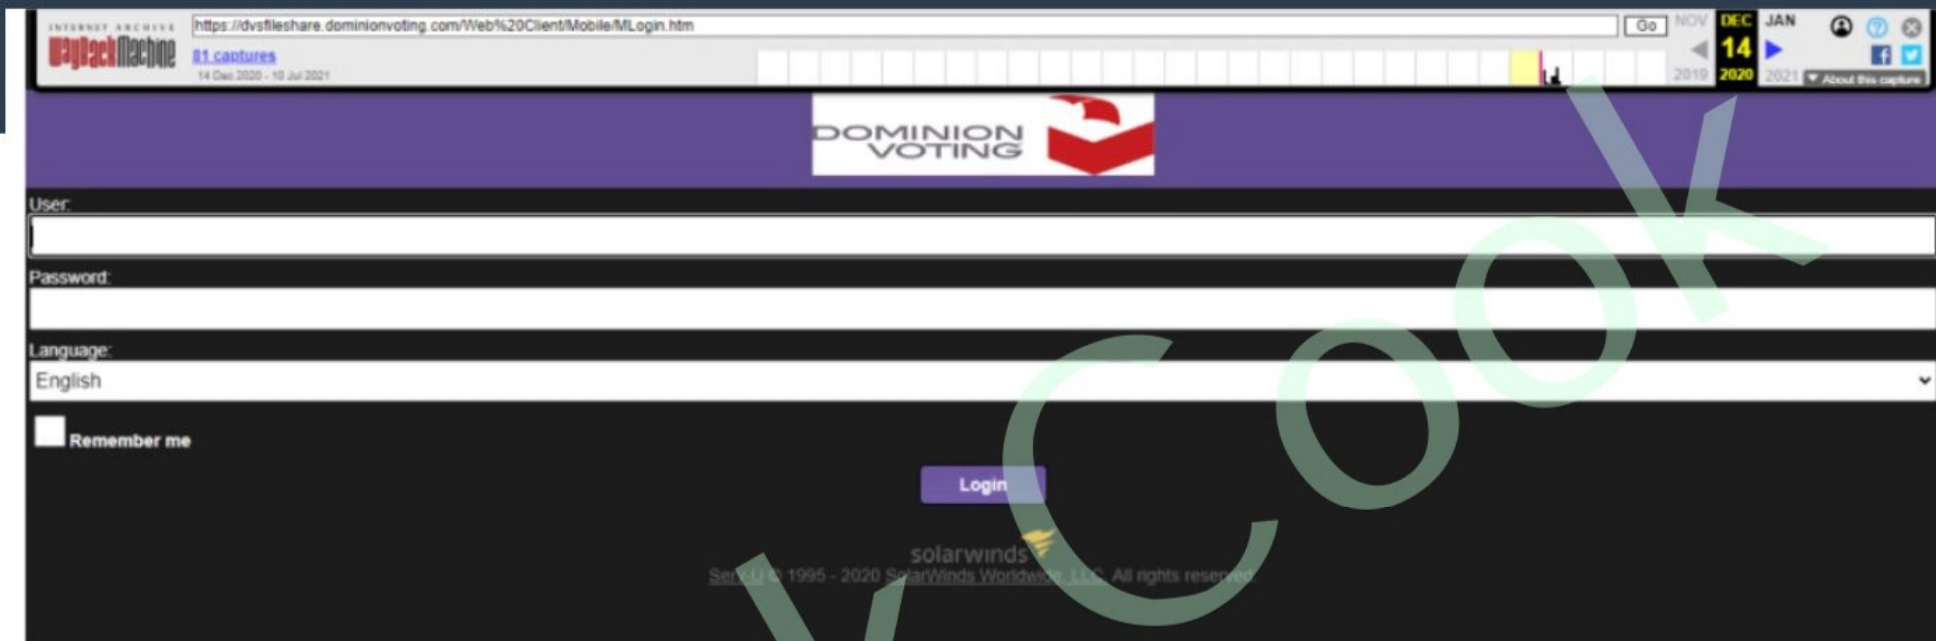 INTERNET ARCHIVE
WayBackMachine
https://dvsfileshare.dominionvoting.com/Web%20Client/Mobile/MLogin.htm
Go
NOV DEC JAN
81 captures
14
14 Dec 2020 - 10 Jul 2021
2019 2020 2021
About this capture
DOMINION
VOTING
User:
Password:
Language:
English
Remember me
Login
solarwinds
Serv-U © 1995 - 2020 SolarWinds Worldwide, LLC. All rights reserved.
Cook